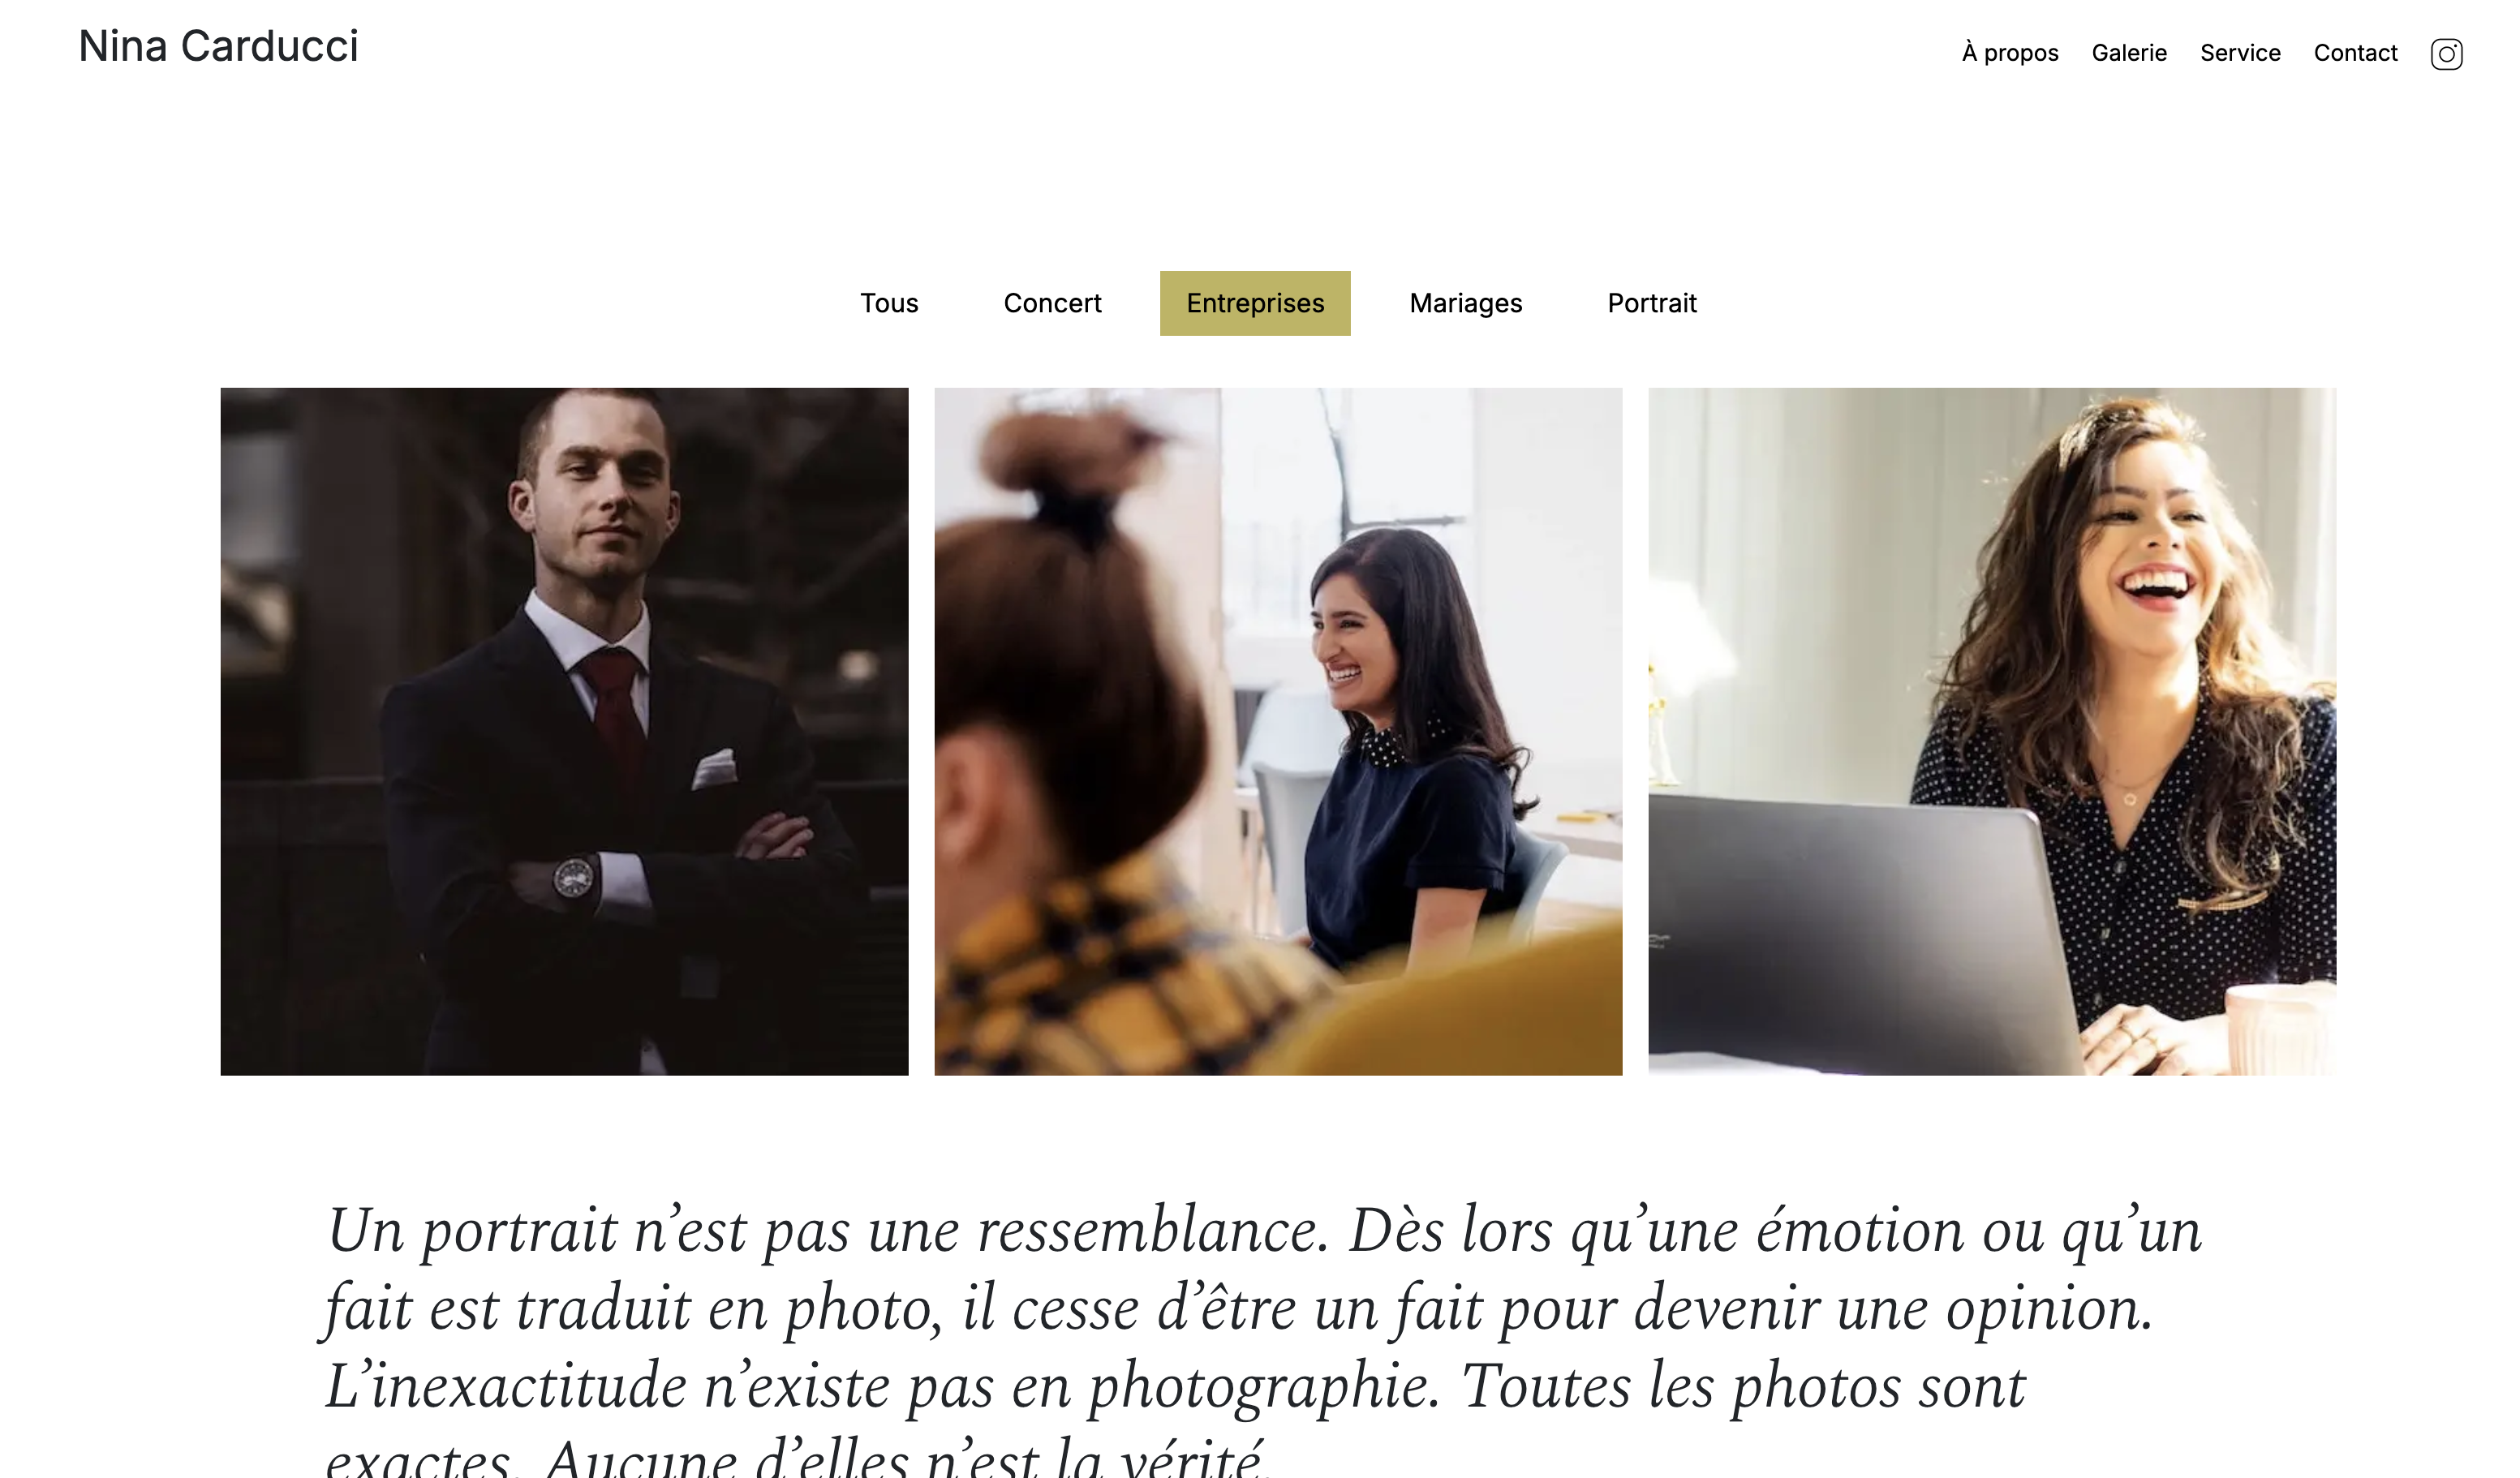 Nina Carducci
À propos Galerie Service Contact
Tous Concert Entreprises Mariages Portrait
Un portrait n’est pas une ressemblance. Dès lors qu’une émotion ou qu’un
fait est traduit en photo, il cesse d’être un fait pour devenir une opinion.
L’inexactitude n’existe pas en photographie. Toutes les photos sont
exactes. Aucune d’elles n’est la vérité.